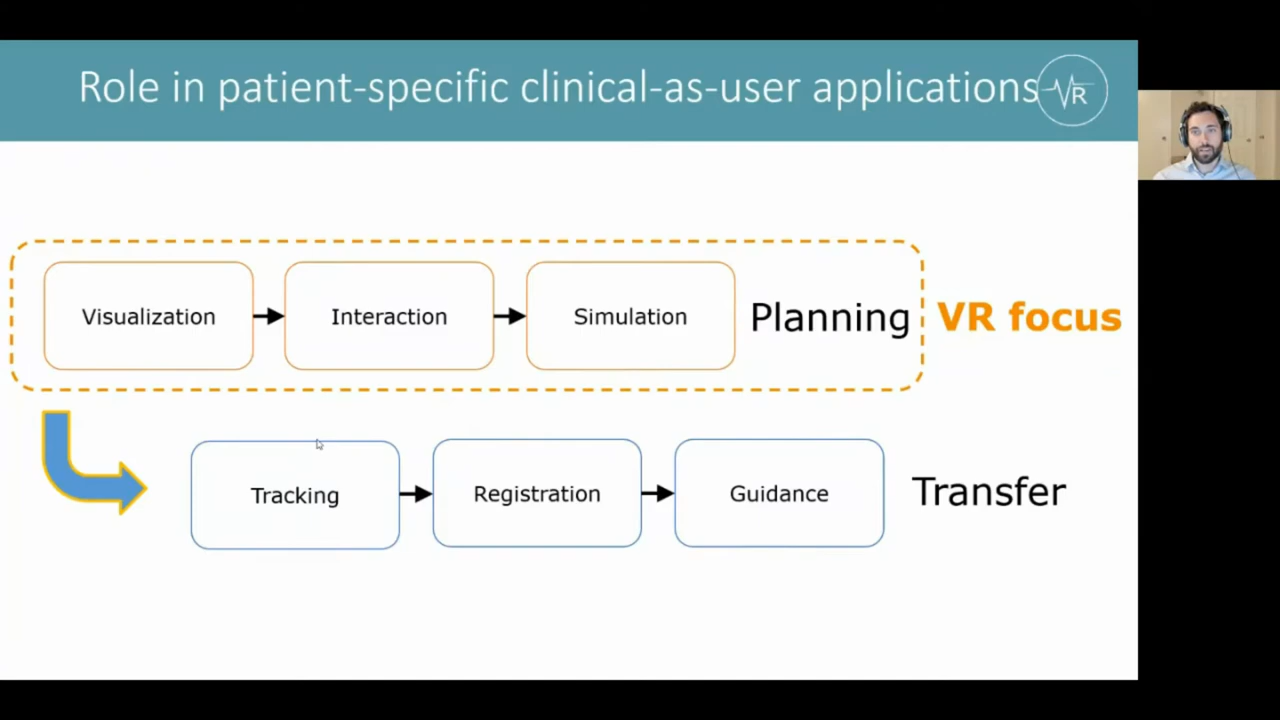 Role in patient-specific clinical-as-user applications
VR
Visualization
Interaction
Simulation
Planning
VR focus
Tracking
Registration
Guidance
Transfer